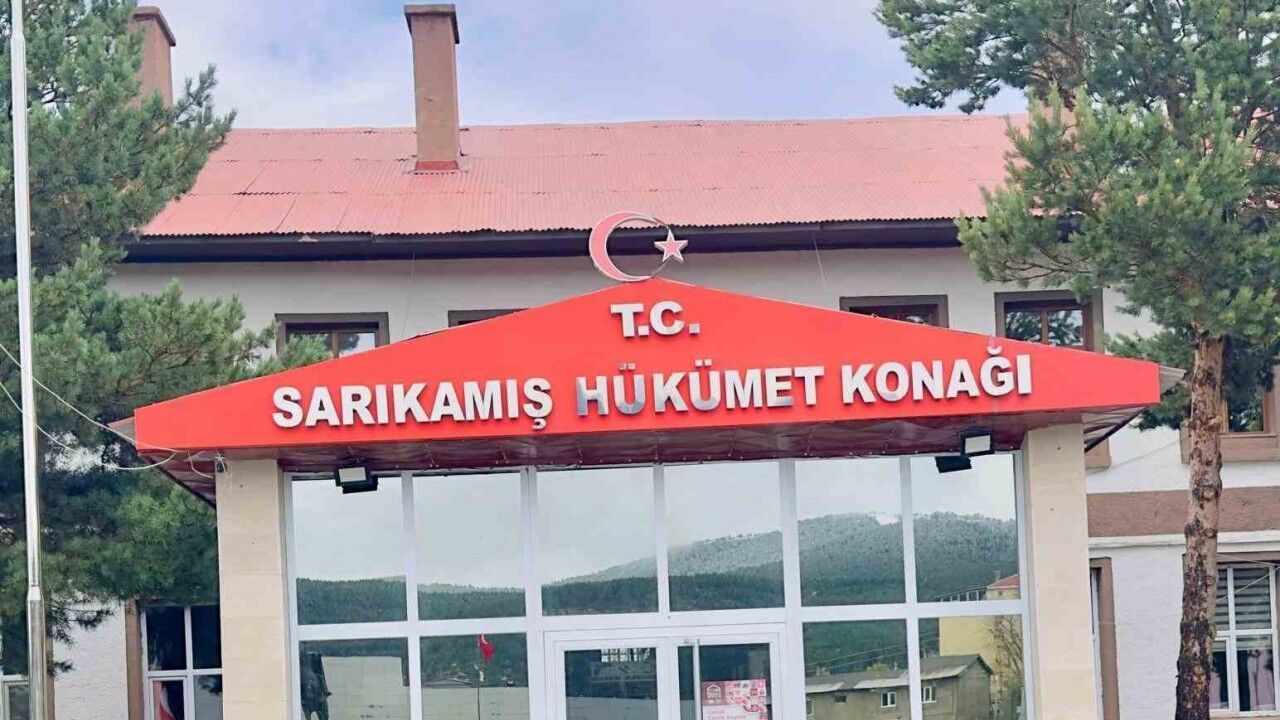 T.C.
SARIKAMIŞ HÜKÜMET KONAĞI